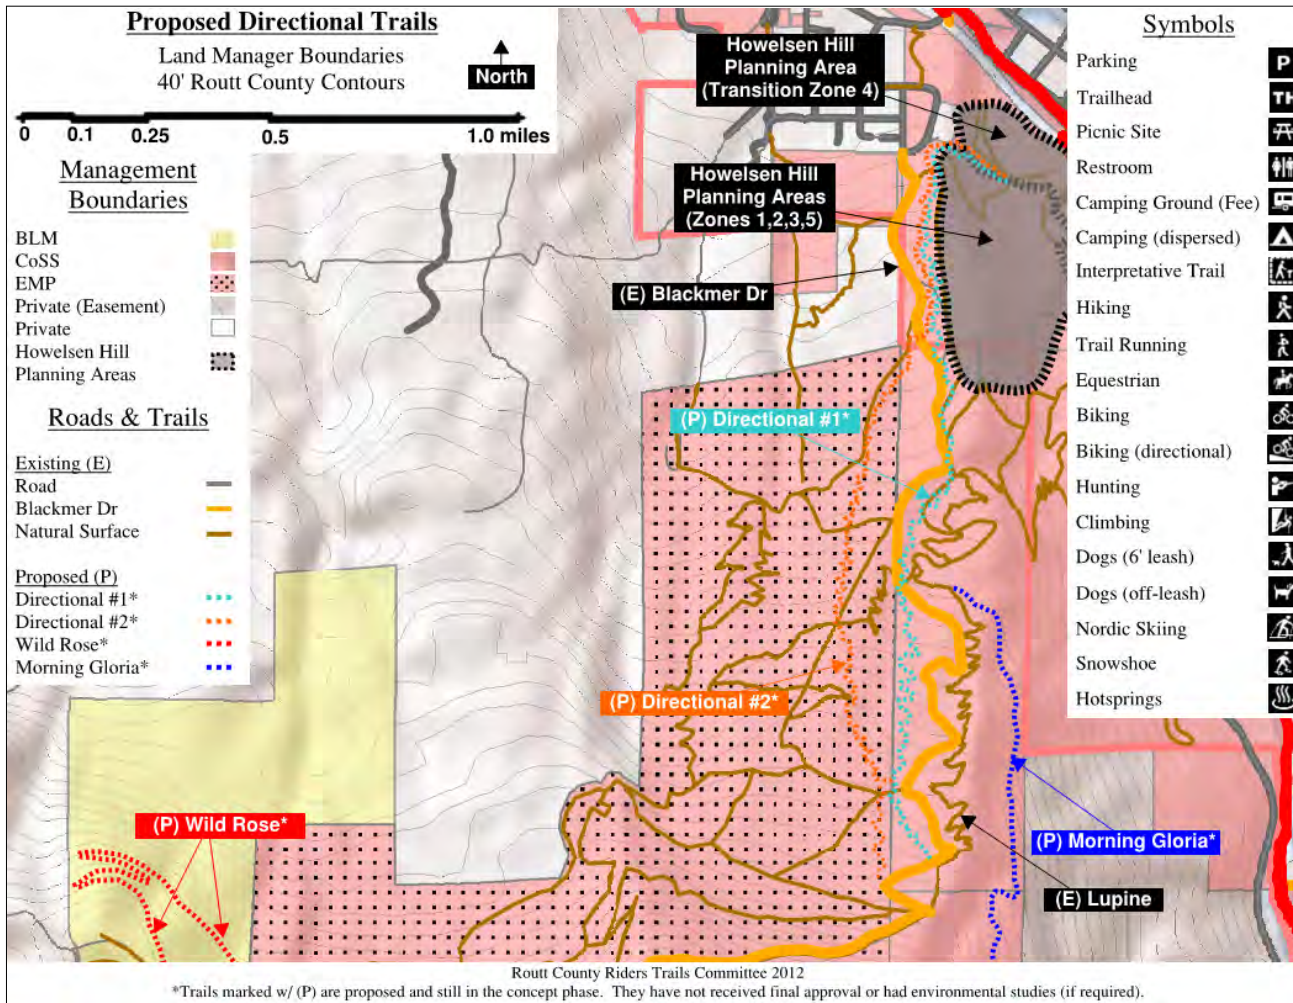 Proposed Directional Trails
Land Manager Boundaries
40' Routt County Contours
North
0 0.1 0.25 0.5 1.0 miles
Management
Boundaries
BLM
CoSS
EMP
Private (Easement)
Private
Howelsen Hill
Planning Areas
Roads & Trails
Existing (E)
Road
Blackmer Dr
Natural Surface
Proposed (P)
Directional #1*
Directional #2*
Wild Rose*
Morning Gloria*
Howelsen Hill
Planning Area
(Transition Zone 4)
Howelsen Hill
Planning Areas
(Zones 1,2,3,5)
(E) Blackmer Dr
(P) Directional #1*
(P) Directional #2*
(P) Wild Rose*
(P) Morning Gloria*
(E) Lupine
Symbols
Parking P
Trailhead TH
Picnic Site
Restroom
Camping Ground (Fee)
Camping (dispersed)
Interpretative Trail
Hiking
Trail Running
Equestrian
Biking
Biking (directional)
Hunting
Climbing
Dogs (6' leash)
Dogs (off-leash)
Nordic Skiing
Snowshoe
Hotsprings
Routt County Riders Trails Committee 2012
*Trails marked w/ (P) are proposed and still in the concept phase. They have not received final approval or had environmental studies (if required).